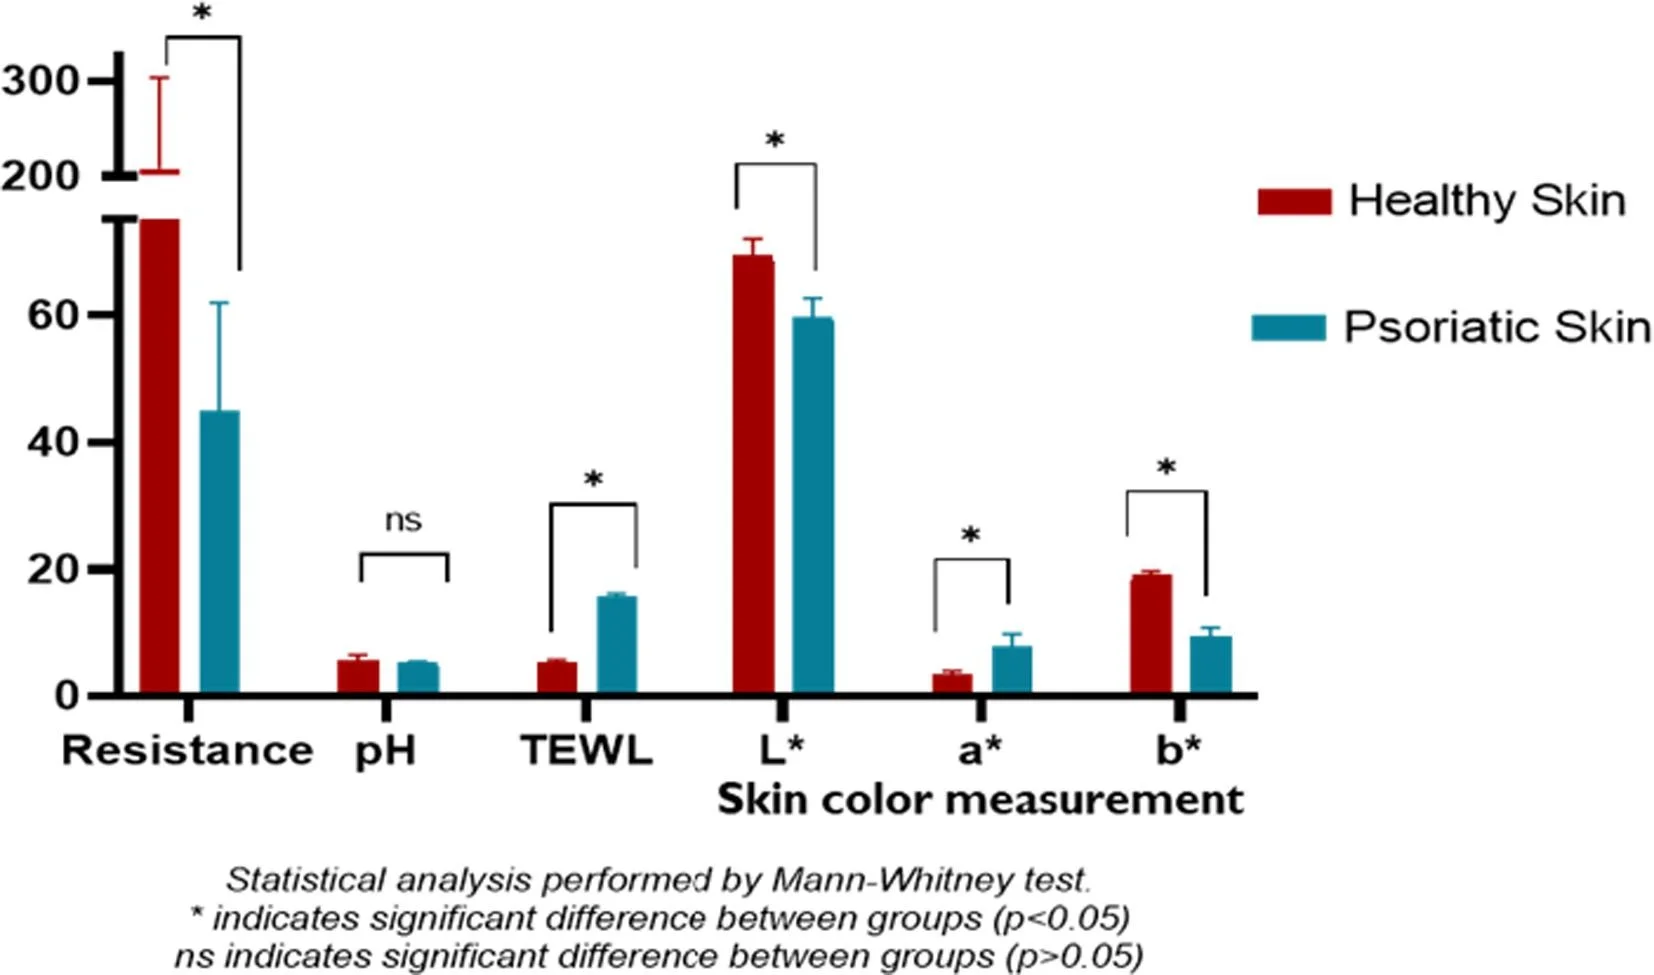 *
300
200
60
40
20
0
ns
*
*
*
*
Healthy Skin
Psoriatic Skin
Resistance pH TEWL L* a* b*
Skin color measurement
Statistical analysis performed by Mann-Whitney test.
* indicates significant difference between groups (p<0.05)
ns indicates significant difference between groups (p>0.05)